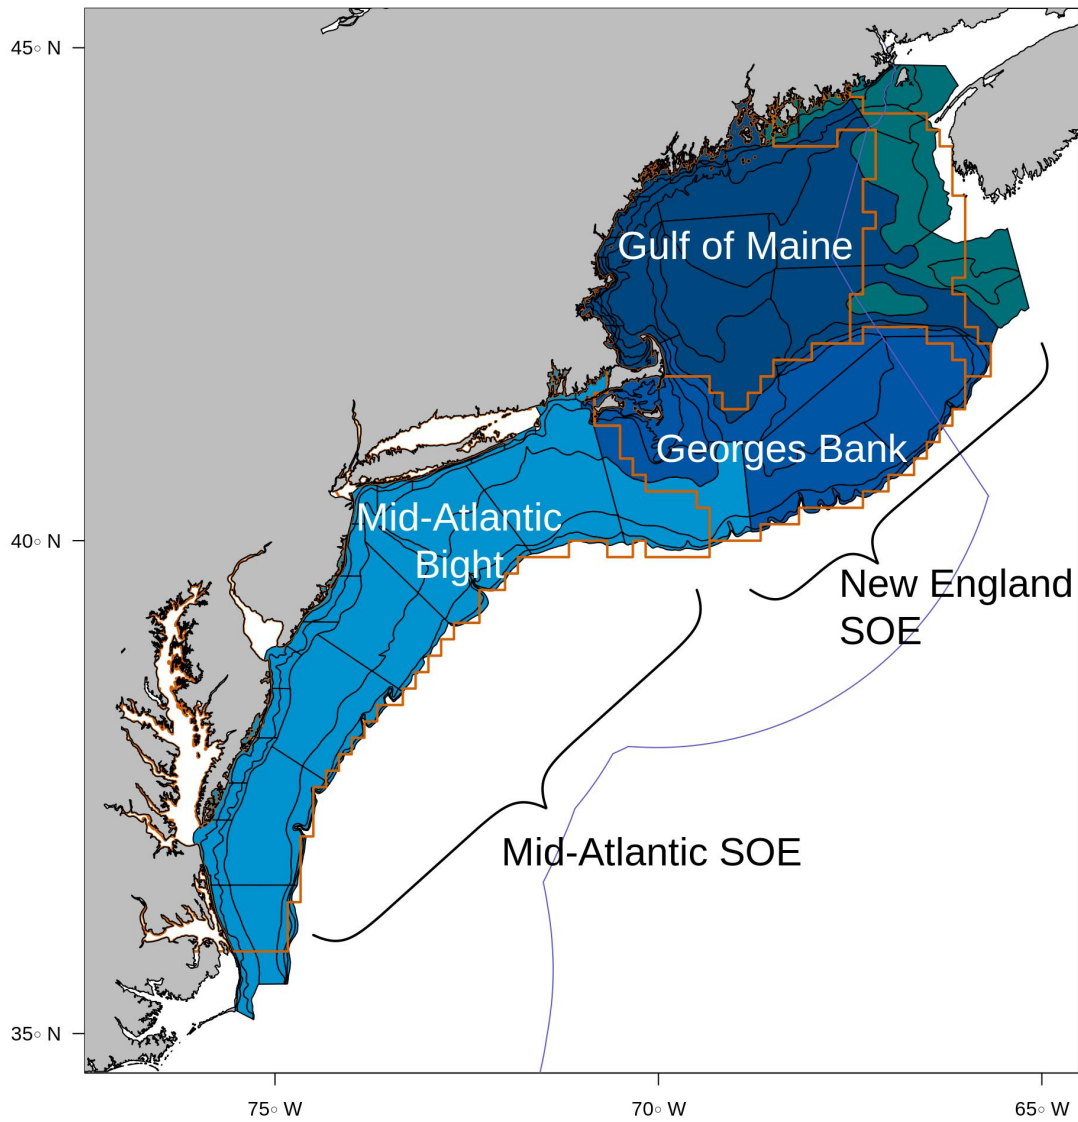 45○ N
Gulf of Maine
Georges Bank
Mid-Atlantic
Bight
40○ N
New England
SOE
Mid-Atlantic SOE
35○ N
75○ W
70○ W
65○ W